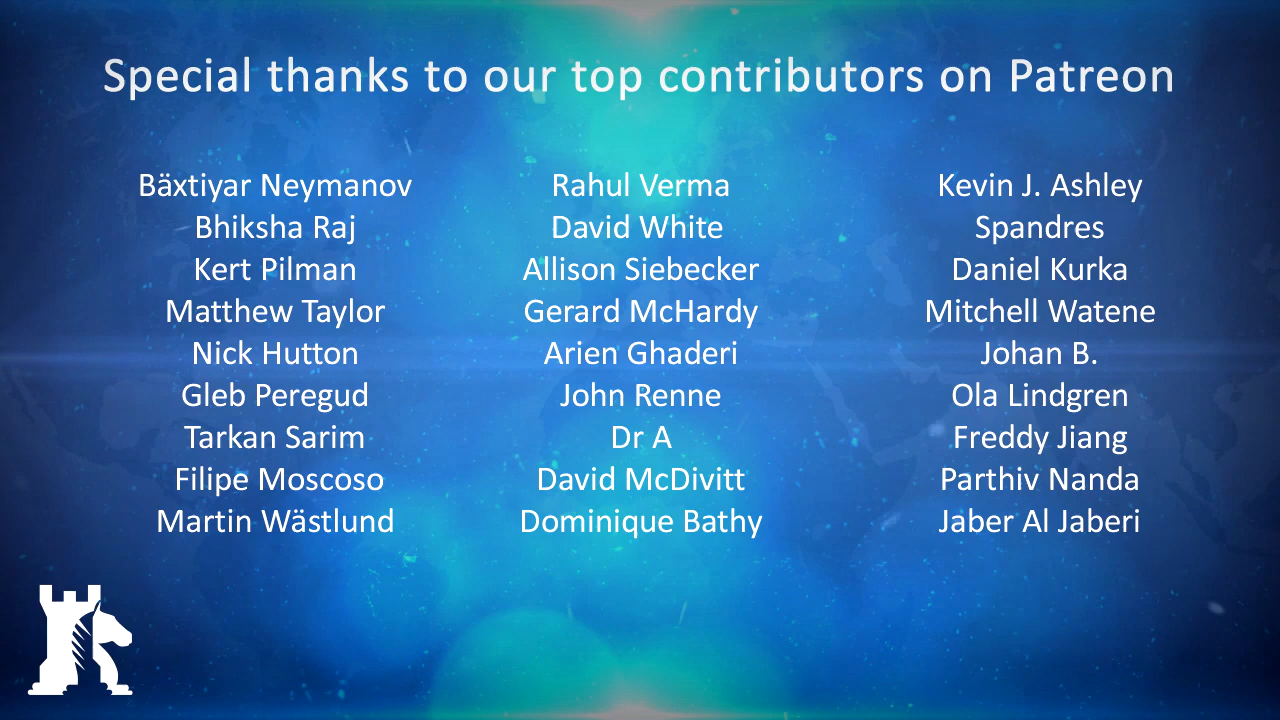 Special thanks to our top contributors on Patreon
Bäxtiyar Neymanov
Bhiksha Raj
Kert Pilman
Matthew Taylor
Nick Hutton
Gleb Peregud
Tarkan Sarim
Filipe Moscoso
Martin Wästlund
Rahul Verma
David White
Allison Siebecker
Gerard McHardy
Arien Ghaderi
John Renne
Dr A
David McDivitt
Dominique Bathy
Kevin J. Ashley
Spandres
Daniel Kurka
Mitchell Watene
Johan B.
Ola Lindgren
Freddy Jiang
Parthiv Nanda
Jaber Al Jaberi